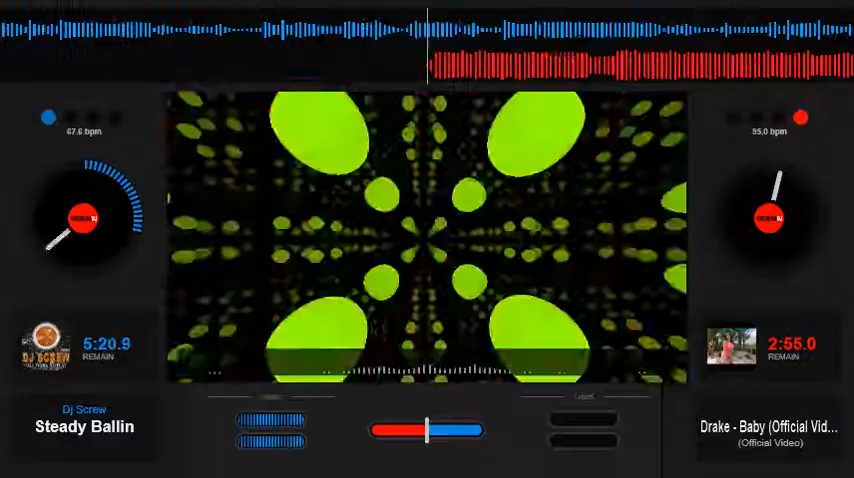 67.6 bpm
95.0 bpm
5:20.9
REMAIN
2:55.0
REMAIN
DJ SCREW
Dj Screw
Steady Ballin
Drake - Baby (Official Vid...
(Official Video)